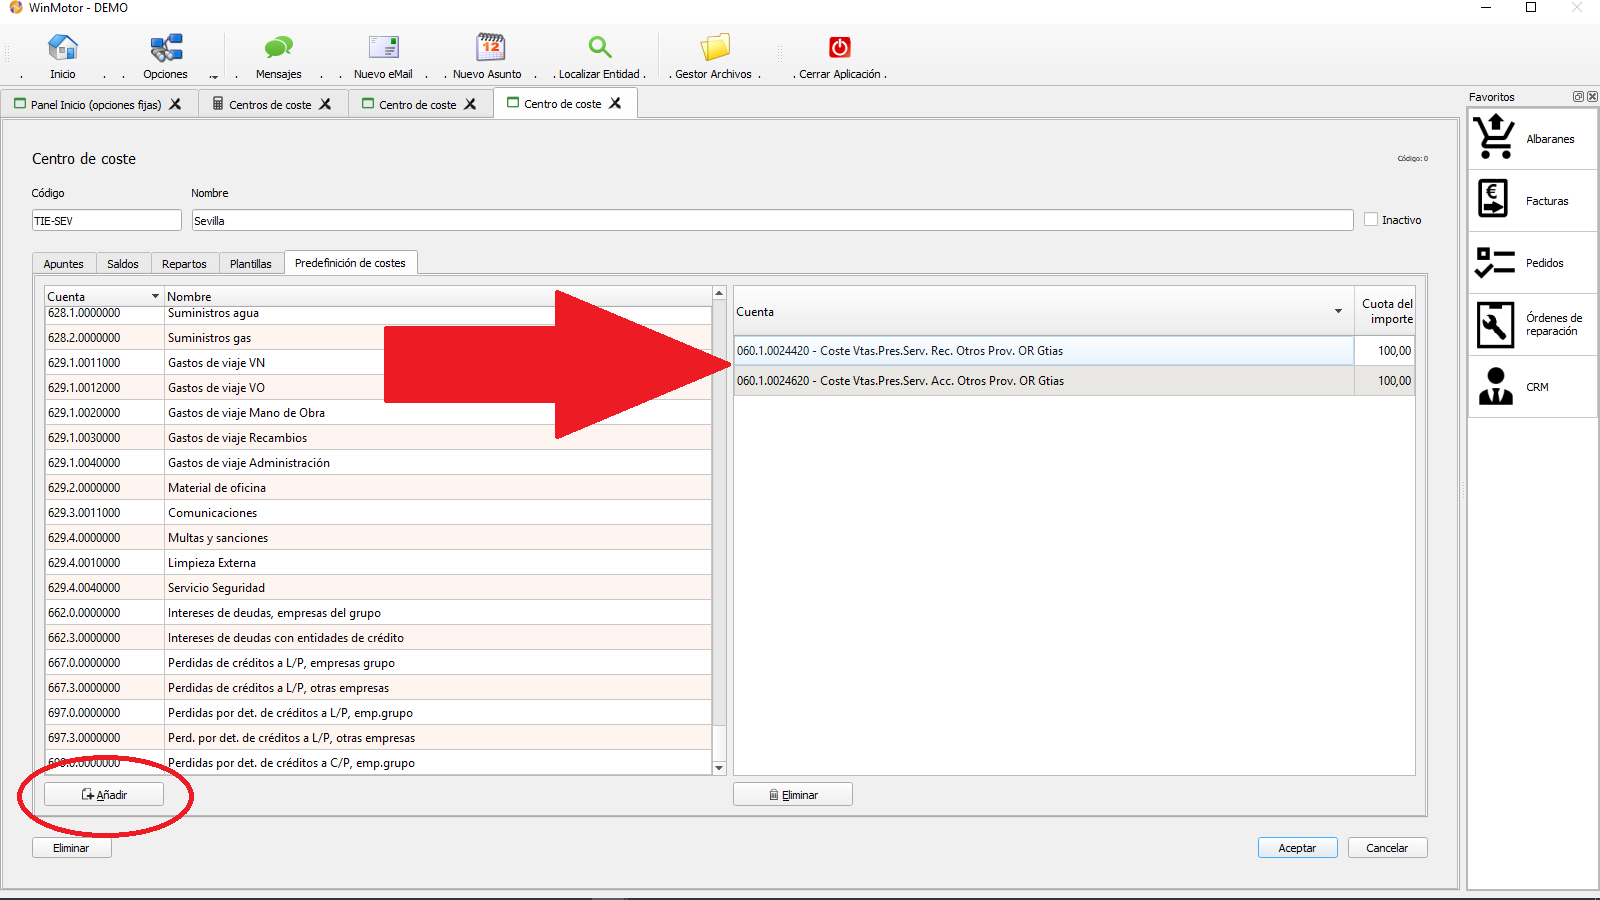 WinMotor - DEMO
Inicio
Opciones
Mensajes
Nuevo eMail
12
Nuevo Asunto
Localizar Entidad
Gestor Archivos
Cerrar Aplicación
Panel Inicio (opciones fijas)
Centros de coste
Centro de coste
Centro de coste
Favoritos
Albaranes
Facturas
Pedidos
Órdenes de
reparación
CRM
Centro de coste
Código: 0
Código
Nombre
TIE-SEV
Sevilla
Inactivo
Apuntes
Saldos
Repartos
Plantillas
Predefinición de costes
Cuenta
Nombre
628.1.0000000 Suministros agua
628.2.0000000 Suministros gas
629.1.0011000 Gastos de viaje VN
629.1.0012000 Gastos de viaje VO
629.1.0020000 Gastos de viaje Mano de Obra
629.1.0030000 Gastos de viaje Recambios
629.1.0040000 Gastos de viaje Administración
629.2.0000000 Material de oficina
629.3.0011000 Comunicaciones
629.4.0000000 Multas y sanciones
629.4.0010000 Limpieza Externa
629.4.0040000 Servicio Seguridad
662.0.0000000 Intereses de deudas, empresas del grupo
662.3.0000000 Intereses de deudas con entidades de crédito
667.0.0000000 Perdidas de créditos a L/P, empresas grupo
667.3.0000000 Perdidas de créditos a L/P, otras empresas
697.0.0000000 Perdidas por det. de créditos a L/P, emp.grupo
697.3.0000000 Perd. por det. de créditos a L/P, otras empresas
Perdidas por det. de créditos a C/P, emp.grupo
Añadir
Cuenta
Cuota del
importe
060.1.0024420 - Coste Vtas.Pres.Serv. Rec. Otros Prov. OR Gtias 100,00
060.1.0024620 - Coste Vtas.Pres.Serv. Acc. Otros Prov. OR Gtias 100,00
Eliminar
Eliminar
Aceptar
Cancelar